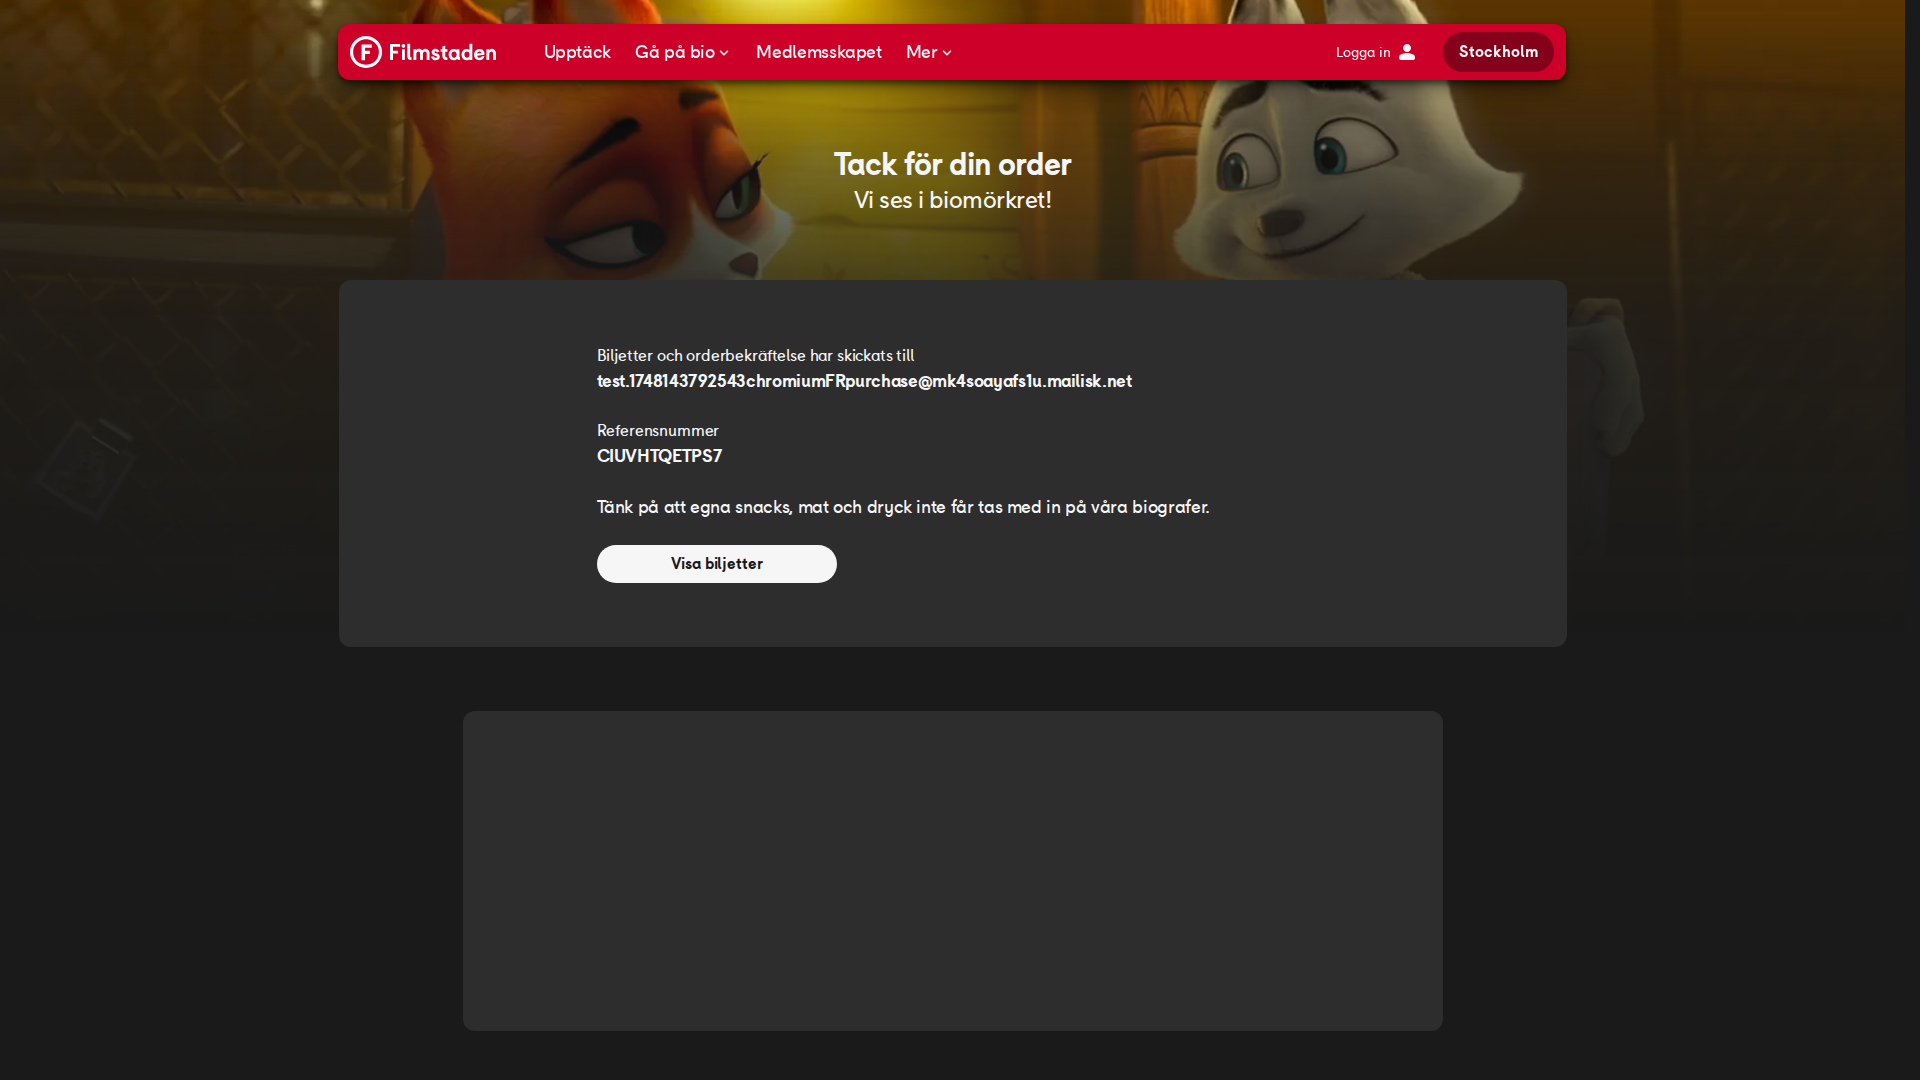 Filmstaden
Upptäck
Gå på bio
Medlemsskapet
Mer
Logga in
Stockholm
Tack för din order
Vi ses i biomörkret!
Biljetter och orderbekräftelse har skickats till
test.1748143792543chromiumFRpurchase@mk4soayafs1u.mailisk.net
Referensnummer
CIUVHTQETPS7
Tänk på att egna snacks, mat och dryck inte får tas med in på våra biografer.
Visa biljetter